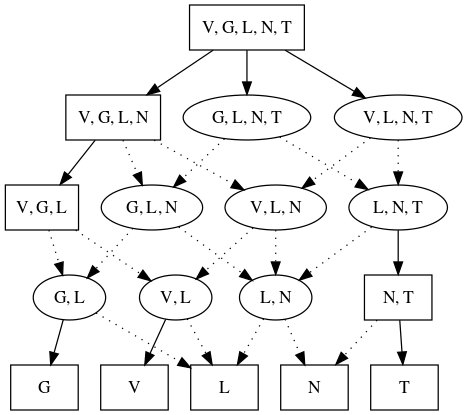 V, G, L, N, T
V, G, L, N
G, L, N, T
V, L, N, T
V, G, L
G, L, N
V, L, N
L, N, T
G, L
V, L
L, N
N, T
G
V
L
N
T